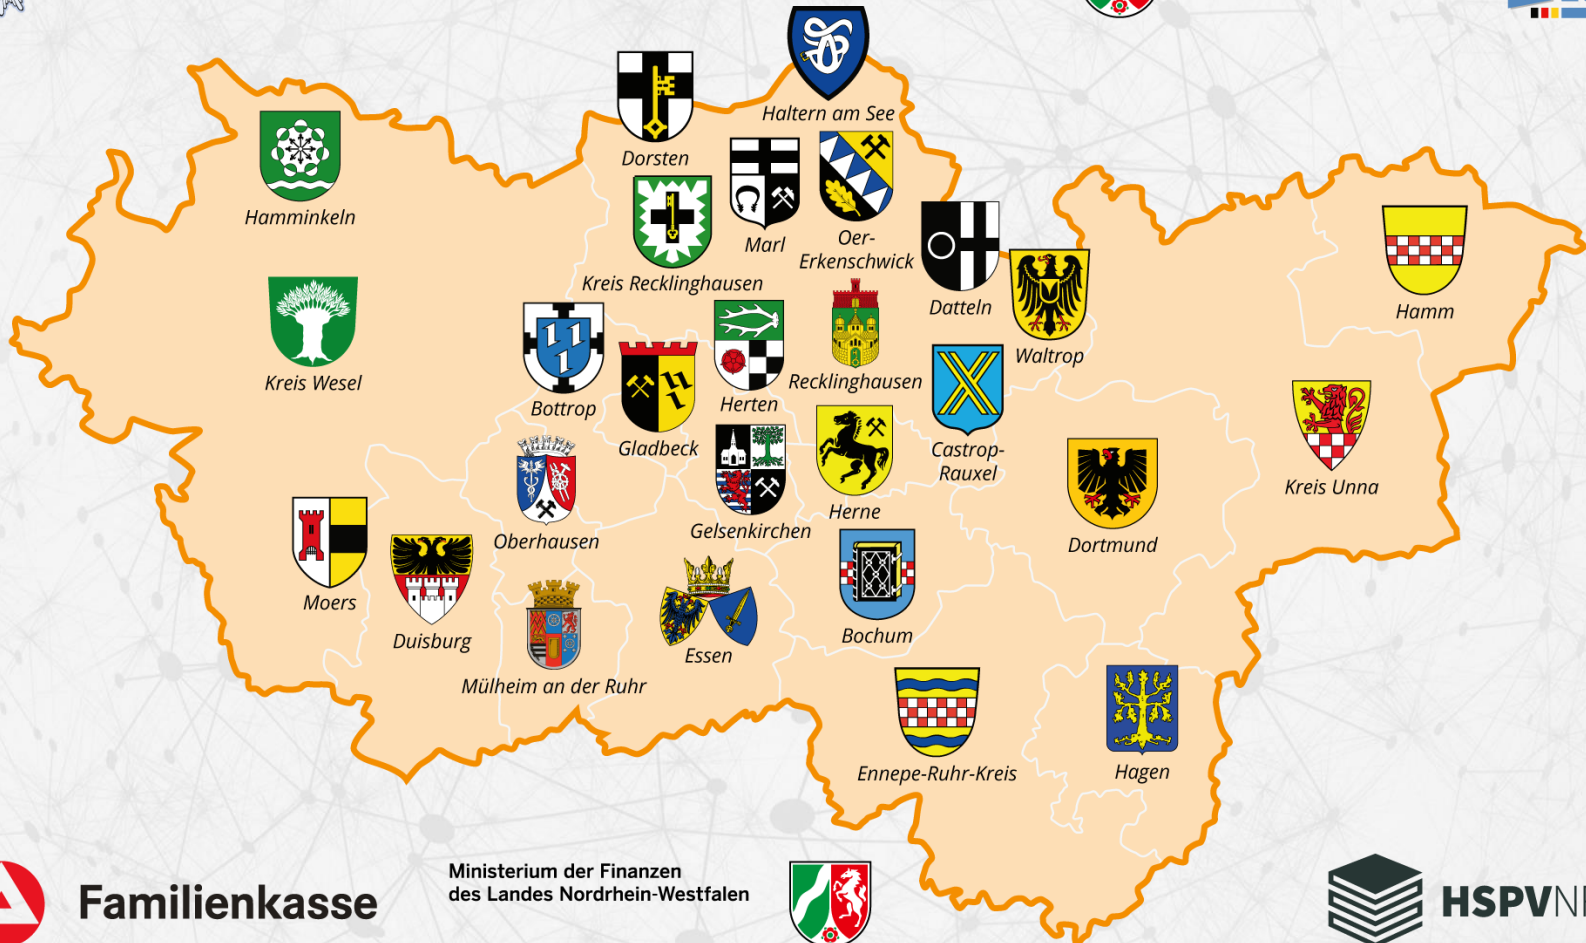 Haltern am See
Dorsten
Hamminkeln
Marl
Oer-
Erkenschwick
Kreis Recklinghausen
Datteln
Hamm
Waltrop
Kreis Wesel
Recklinghausen
Herten
Bottrop
Gladbeck
Castrop-
Rauxel
Kreis Unna
Herne
Gelsenkirchen
Oberhausen
Dortmund
Moers
Duisburg
Bochum
Essen
Mülheim an der Ruhr
Ennepe-Ruhr-Kreis
Hagen
Familienkasse
Ministerium der Finanzen
des Landes Nordrhein-Westfalen
HSPVN